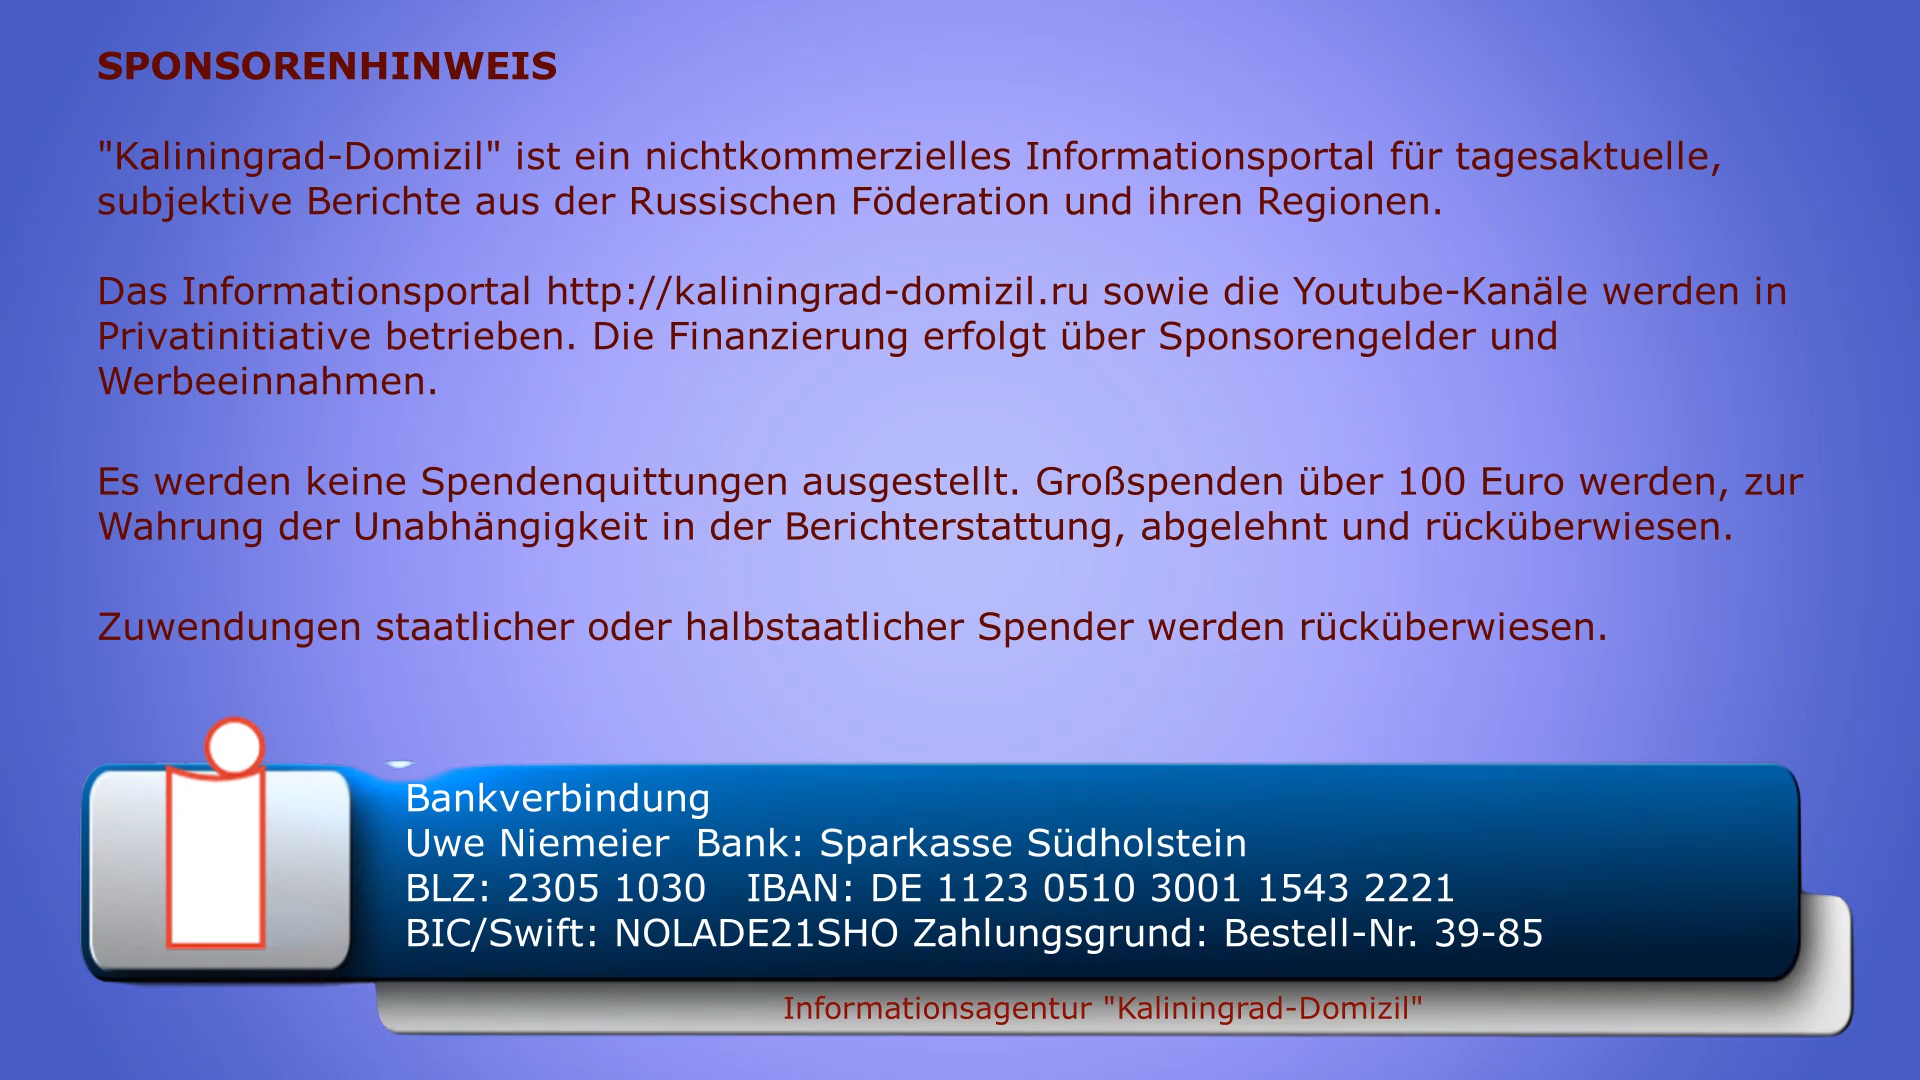 SPONSORENHINWEIS
"Kaliningrad-Domizil" ist ein nichtkommerzielles Informationsportal für tagesaktuelle,
subjektive Berichte aus der Russischen Föderation und ihren Regionen.
Das Informationsportal http://kaliningrad-domizil.ru sowie die Youtube-Kanäle werden in
Privatinitiative betrieben. Die Finanzierung erfolgt über Sponsorengelder und
Werbeeinnahmen.
Es werden keine Spendenquittungen ausgestellt. Großspenden über 100 Euro werden, zur
Wahrung der Unabhängigkeit in der Berichterstattung, abgelehnt und rücküberwiesen.
Zuwendungen staatlicher oder halbstaatlicher Spender werden rücküberwiesen.
Bankverbindung
Uwe Niemeier Bank: Sparkasse Südholstein
BLZ: 2305 1030 IBAN: DE 1123 0510 3001 1543 2221
BIC/Swift: NOLADE21SHO Zahlungsgrund: Bestell-Nr. 39-85
Informationsagentur "Kaliningrad-Domizil"